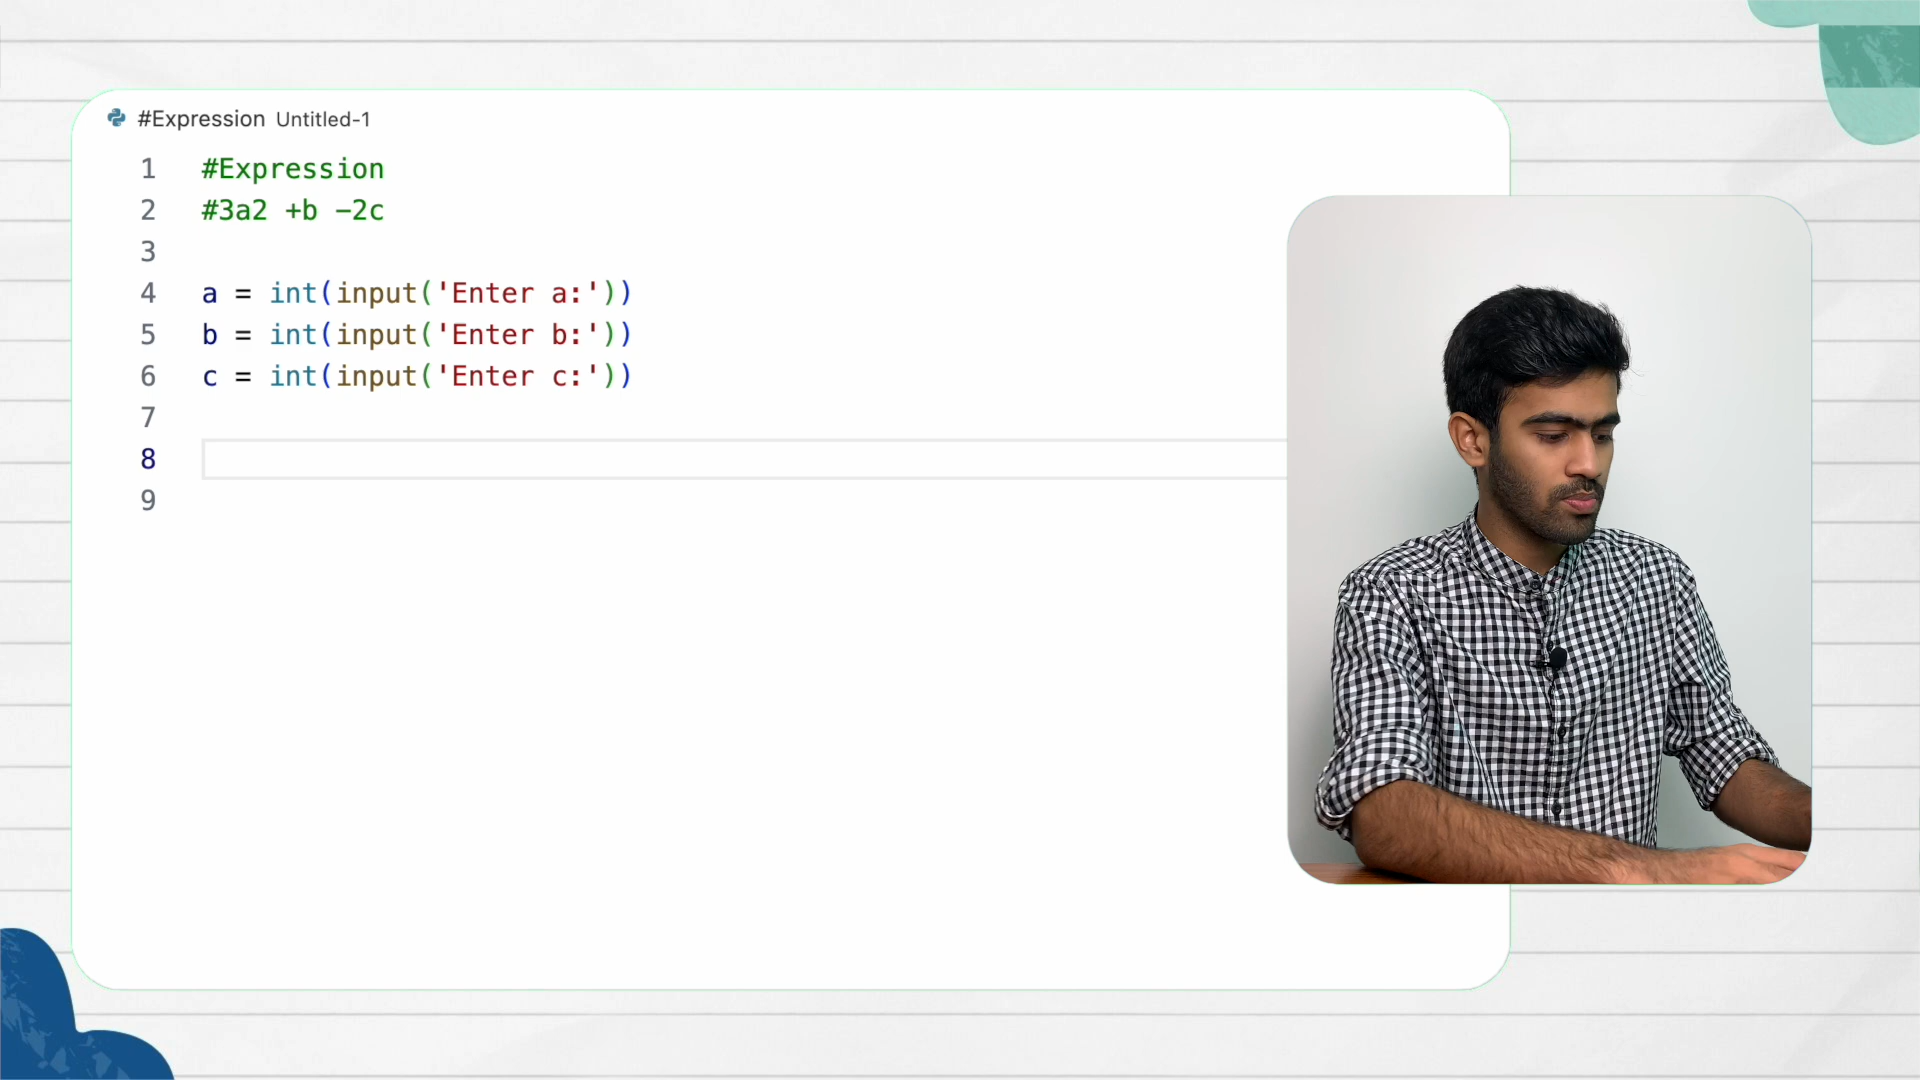 #Expression Untitled-1
1 #Expression
2 #3a2 +b -2c
3
4 a = int(input('Enter a:'))
5 b = int(input('Enter b:'))
6 c = int(input('Enter c:'))
7
8
9